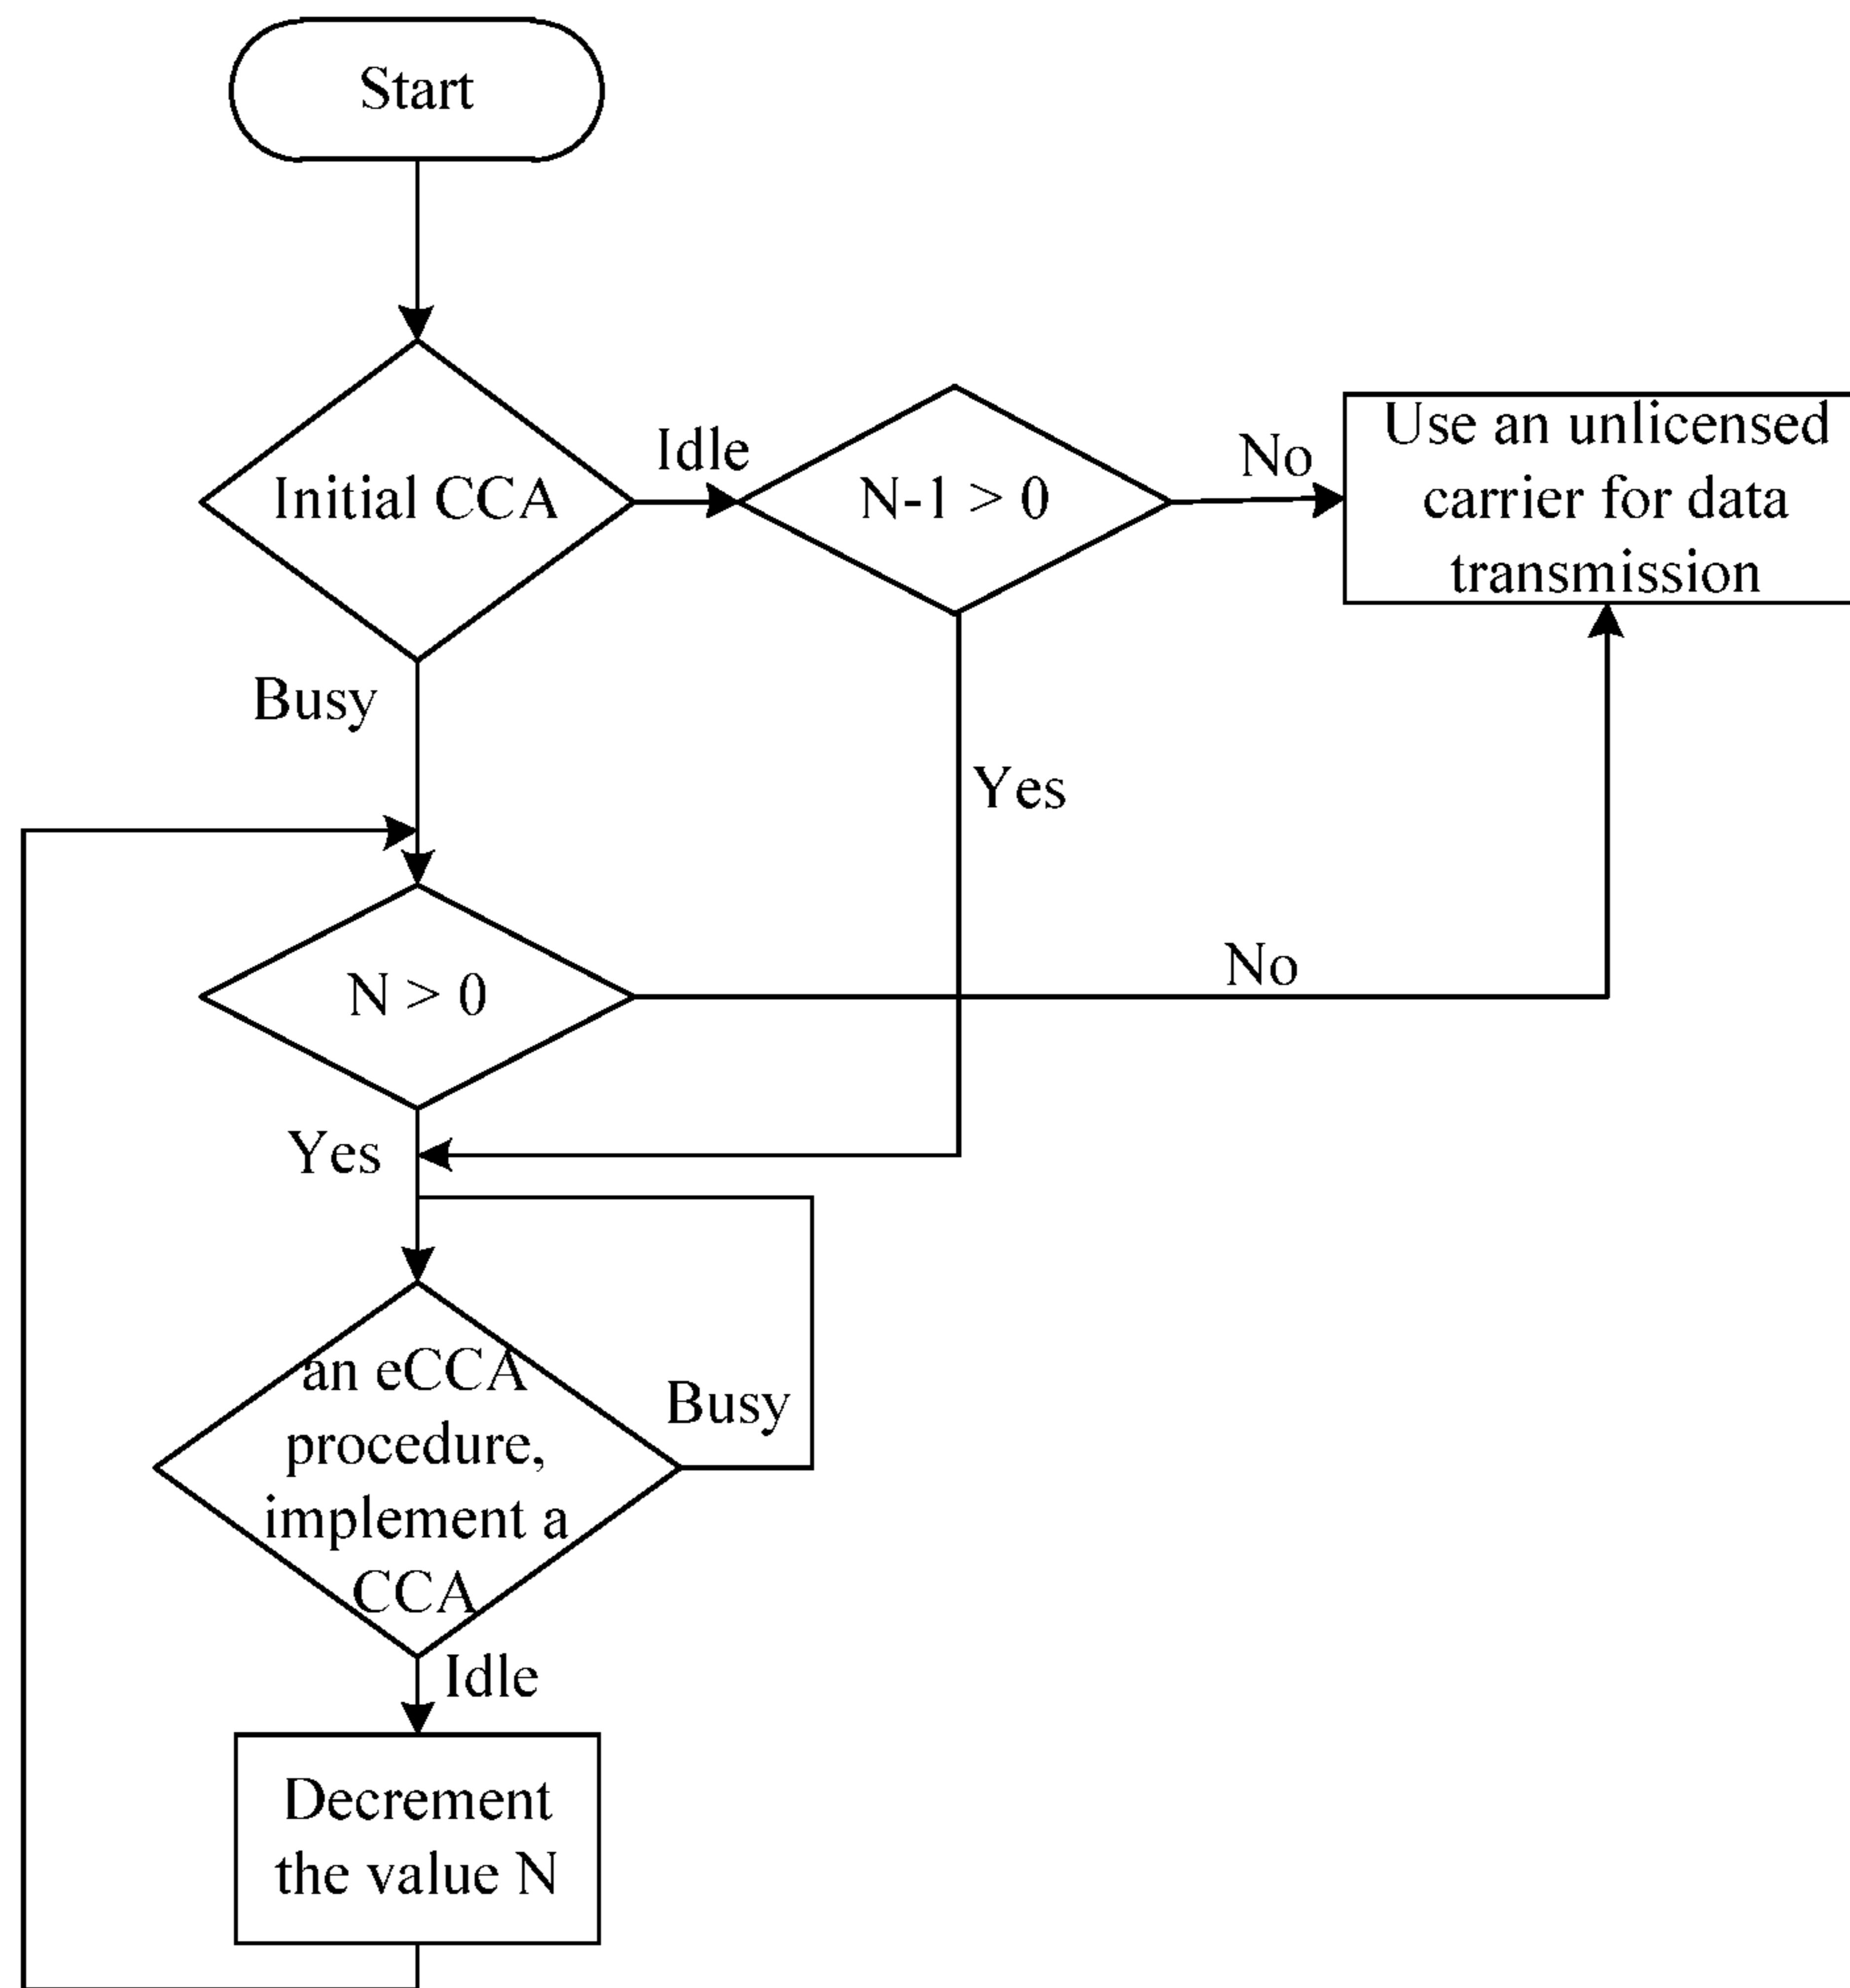 Start
Initial CCA
Idle
N-1 > 0
No
Use an unlicensed
carrier for data
transmission
Busy
Yes
N > 0
No
Yes
an eCCA
procedure,
implement a
CCA
Busy
Idle
Decrement
the value N